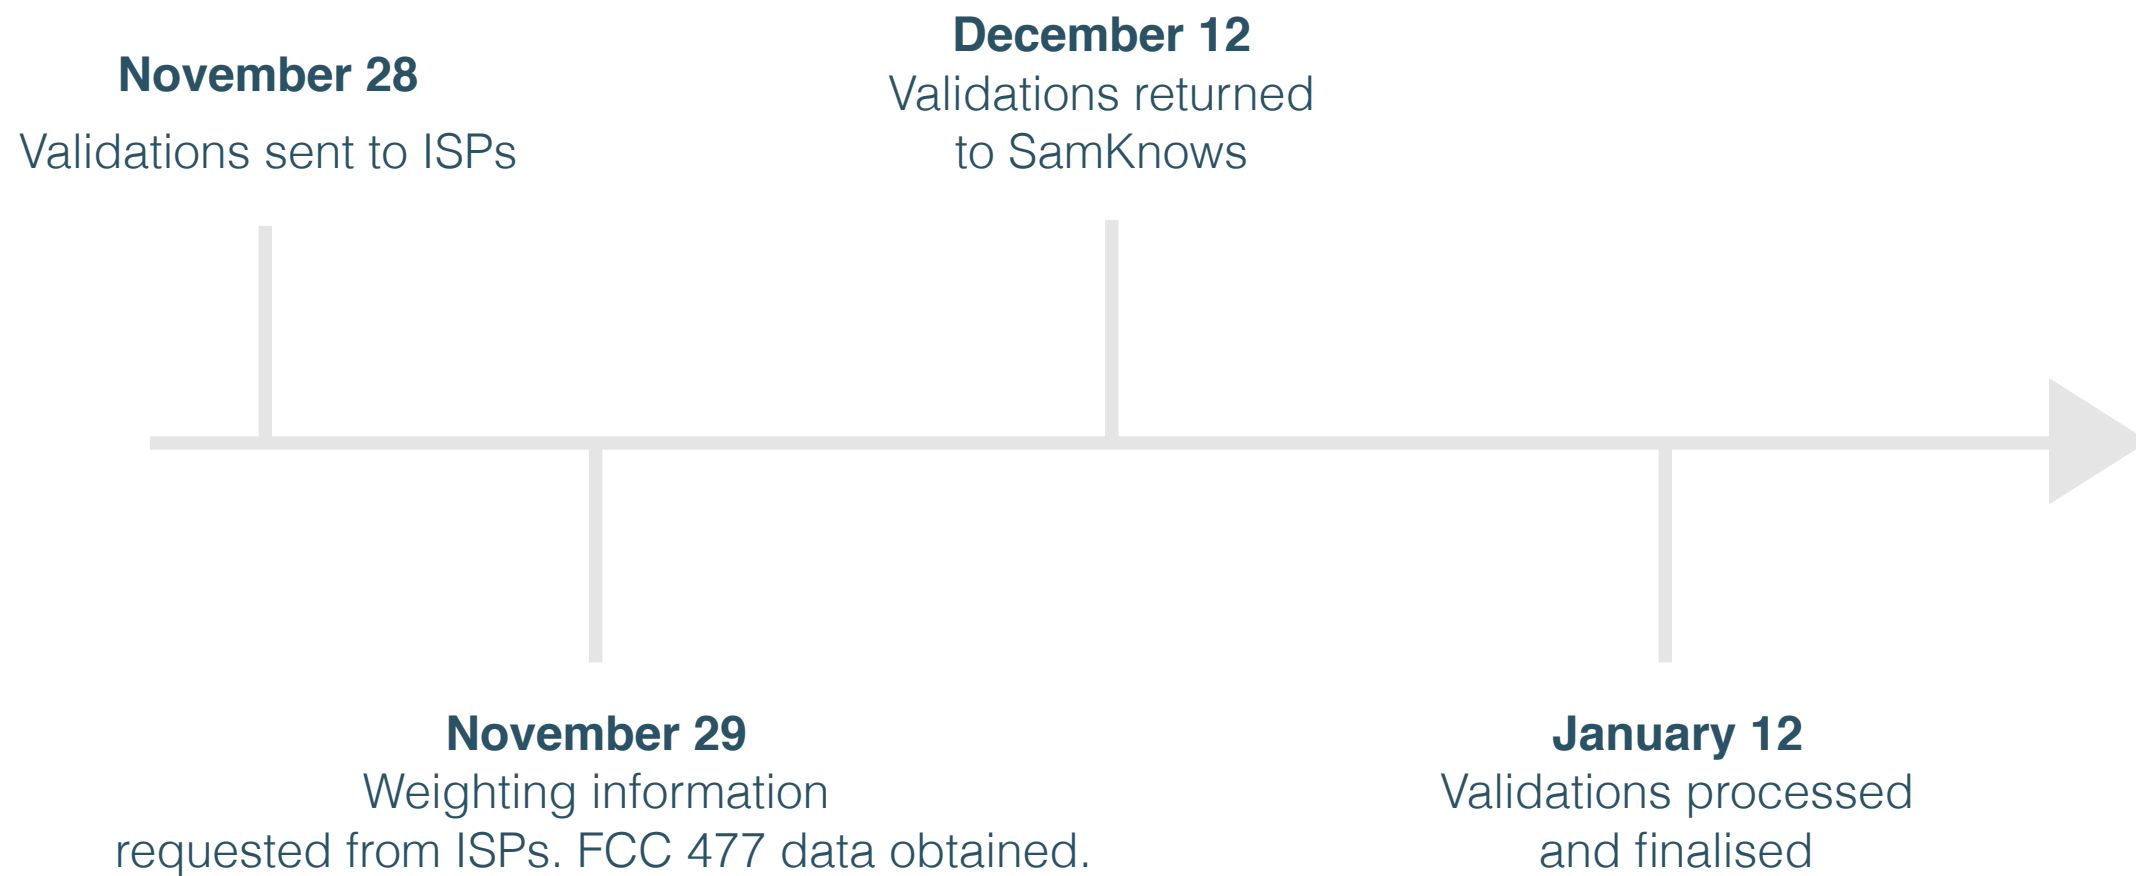 November 28
Validations sent to ISPs
December 12
Validations returned
to SamKnows
November 29
Weighting information
requested from ISPs. FCC 477 data obtained.
January 12
Validations processed
and finalised